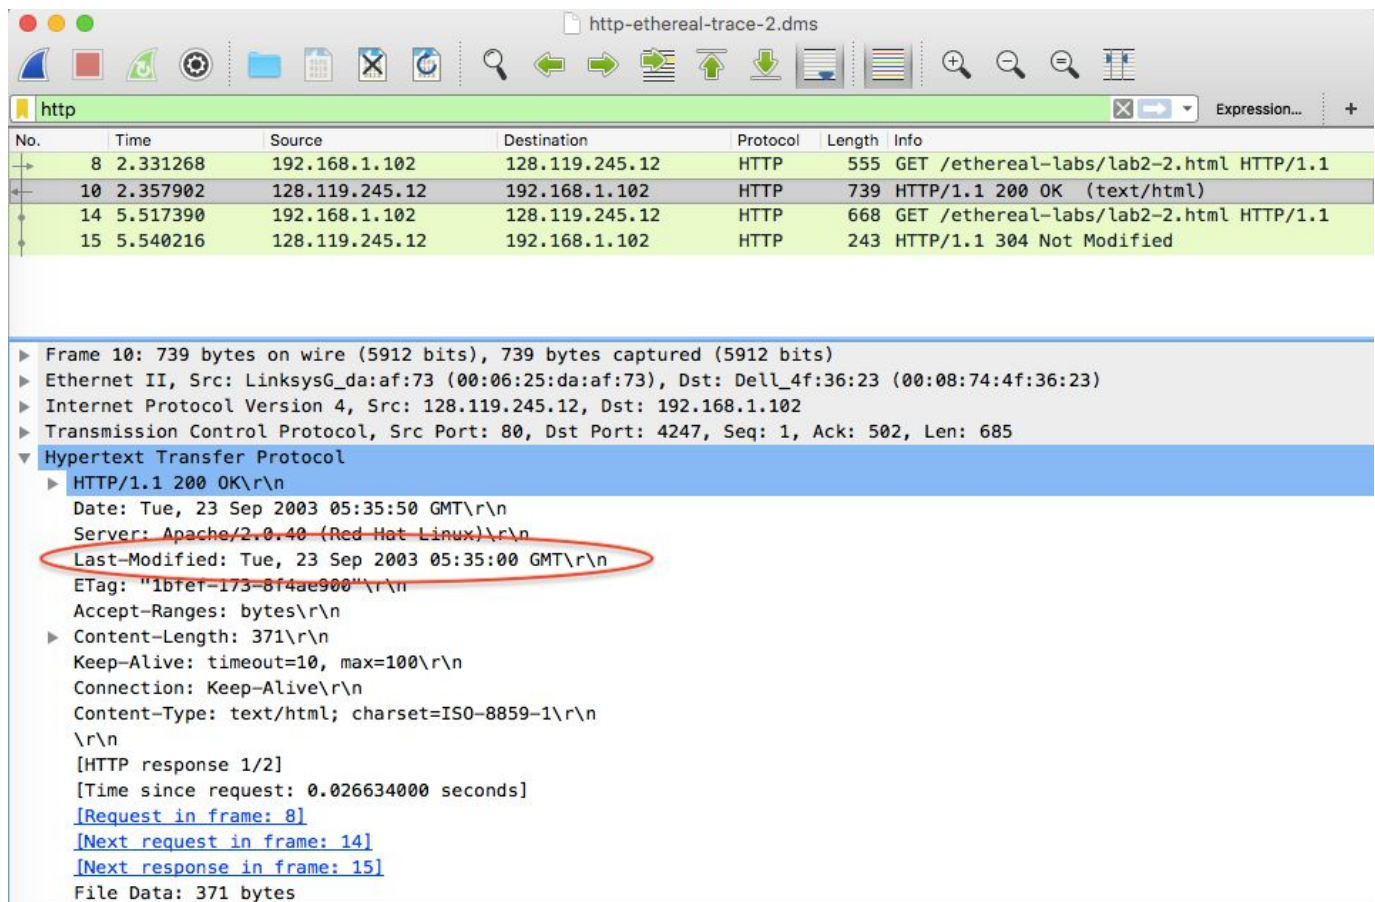 http-ethereal-trace-2.dms
http Expression... +
No. Time Source Destination Protocol Length Info
8 2.331268 192.168.1.102 128.119.245.12 HTTP 555 GET /ethereal-labs/lab2-2.html HTTP/1.1
10 2.357902 128.119.245.12 192.168.1.102 HTTP 739 HTTP/1.1 200 OK (text/html)
14 5.517390 192.168.1.102 128.119.245.12 HTTP 668 GET /ethereal-labs/lab2-2.html HTTP/1.1
15 5.540216 128.119.245.12 192.168.1.102 HTTP 243 HTTP/1.1 304 Not Modified
Frame 10: 739 bytes on wire (5912 bits), 739 bytes captured (5912 bits)
Ethernet II, Src: LinksysG_da:af:73 (00:06:25:da:af:73), Dst: Dell_4f:36:23 (00:08:74:4f:36:23)
Internet Protocol Version 4, Src: 128.119.245.12, Dst: 192.168.1.102
Transmission Control Protocol, Src Port: 80, Dst Port: 4247, Seq: 1, Ack: 502, Len: 685
Hypertext Transfer Protocol
HTTP/1.1 200 OK\r\n
Date: Tue, 23 Sep 2003 05:35:50 GMT\r\n
Server: Apache/2.0.40 (Red Hat Linux)\r\n
Last-Modified: Tue, 23 Sep 2003 05:35:00 GMT\r\n
ETag: "1bfef-173-8f4ae900"\r\n
Accept-Ranges: bytes\r\n
Content-Length: 371\r\n
Keep-Alive: timeout=10, max=100\r\n
Connection: Keep-Alive\r\n
Content-Type: text/html; charset=ISO-8859-1\r\n
\r\n
[HTTP response 1/2]
[Time since request: 0.026634000 seconds]
[Request in frame: 8]
[Next request in frame: 14]
[Next response in frame: 15]
File Data: 371 bytes